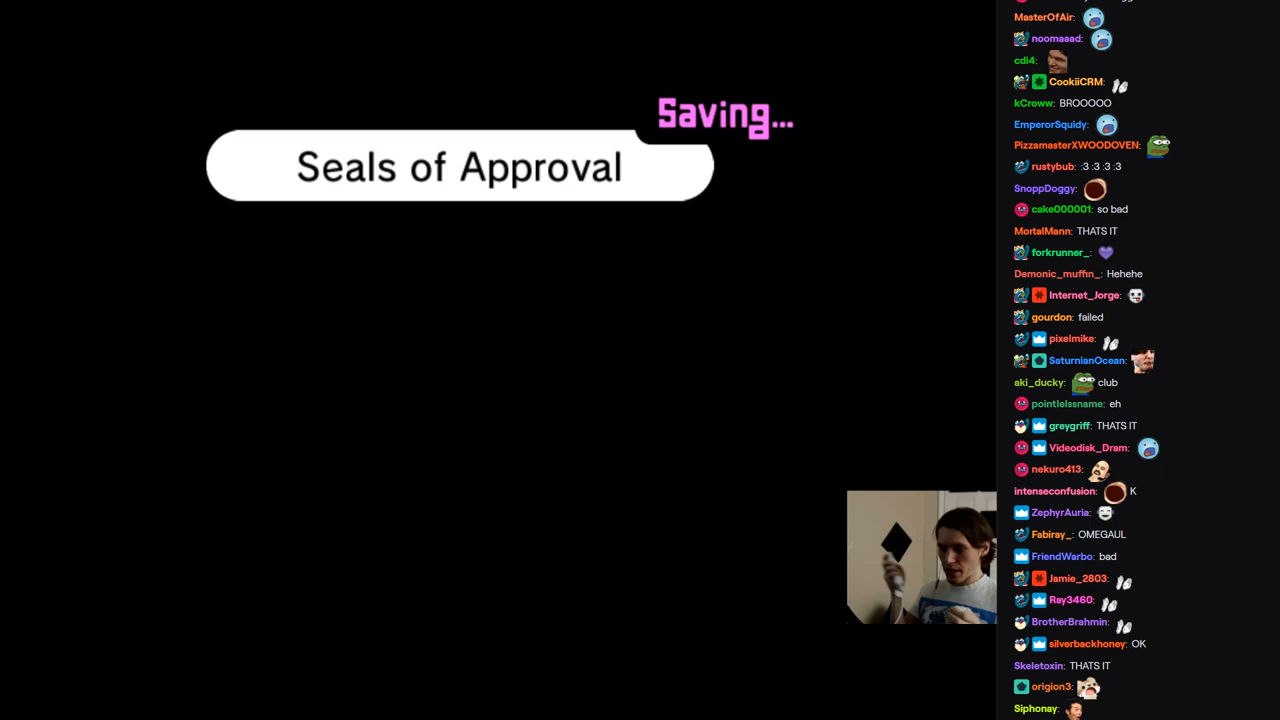 Saving...
Seals of Approval
MasterOfAir:
noomaaad:
cdi4:
CookiiCRM:
kCroww: BROOOOO
EmperorSquidy:
PizzamasterXWOODOVEN:
rustybub: :3 :3 :3 :3
SnoppDoggy:
cake000001: so bad
MortalMann: THATS IT
forkrunner_:
Demonic_muffin_: Hehehe
Internet_Jorge:
gourdon: failed
pixelmike:
SaturnianOcean:
aki_ducky: club
pointlelssname: eh
greygriff: THATS IT
Videodisk_Dram:
nekuro413:
intenseconfusion: K
ZephyrAuria:
Fabiray_: OMEGAUL
FriendWarbo: bad
Jamie_2803:
Ray3460:
BrotherBrahmin:
silverbackhoney: OK
Skeletoxin: THATS IT
origion3:
Siphonay: